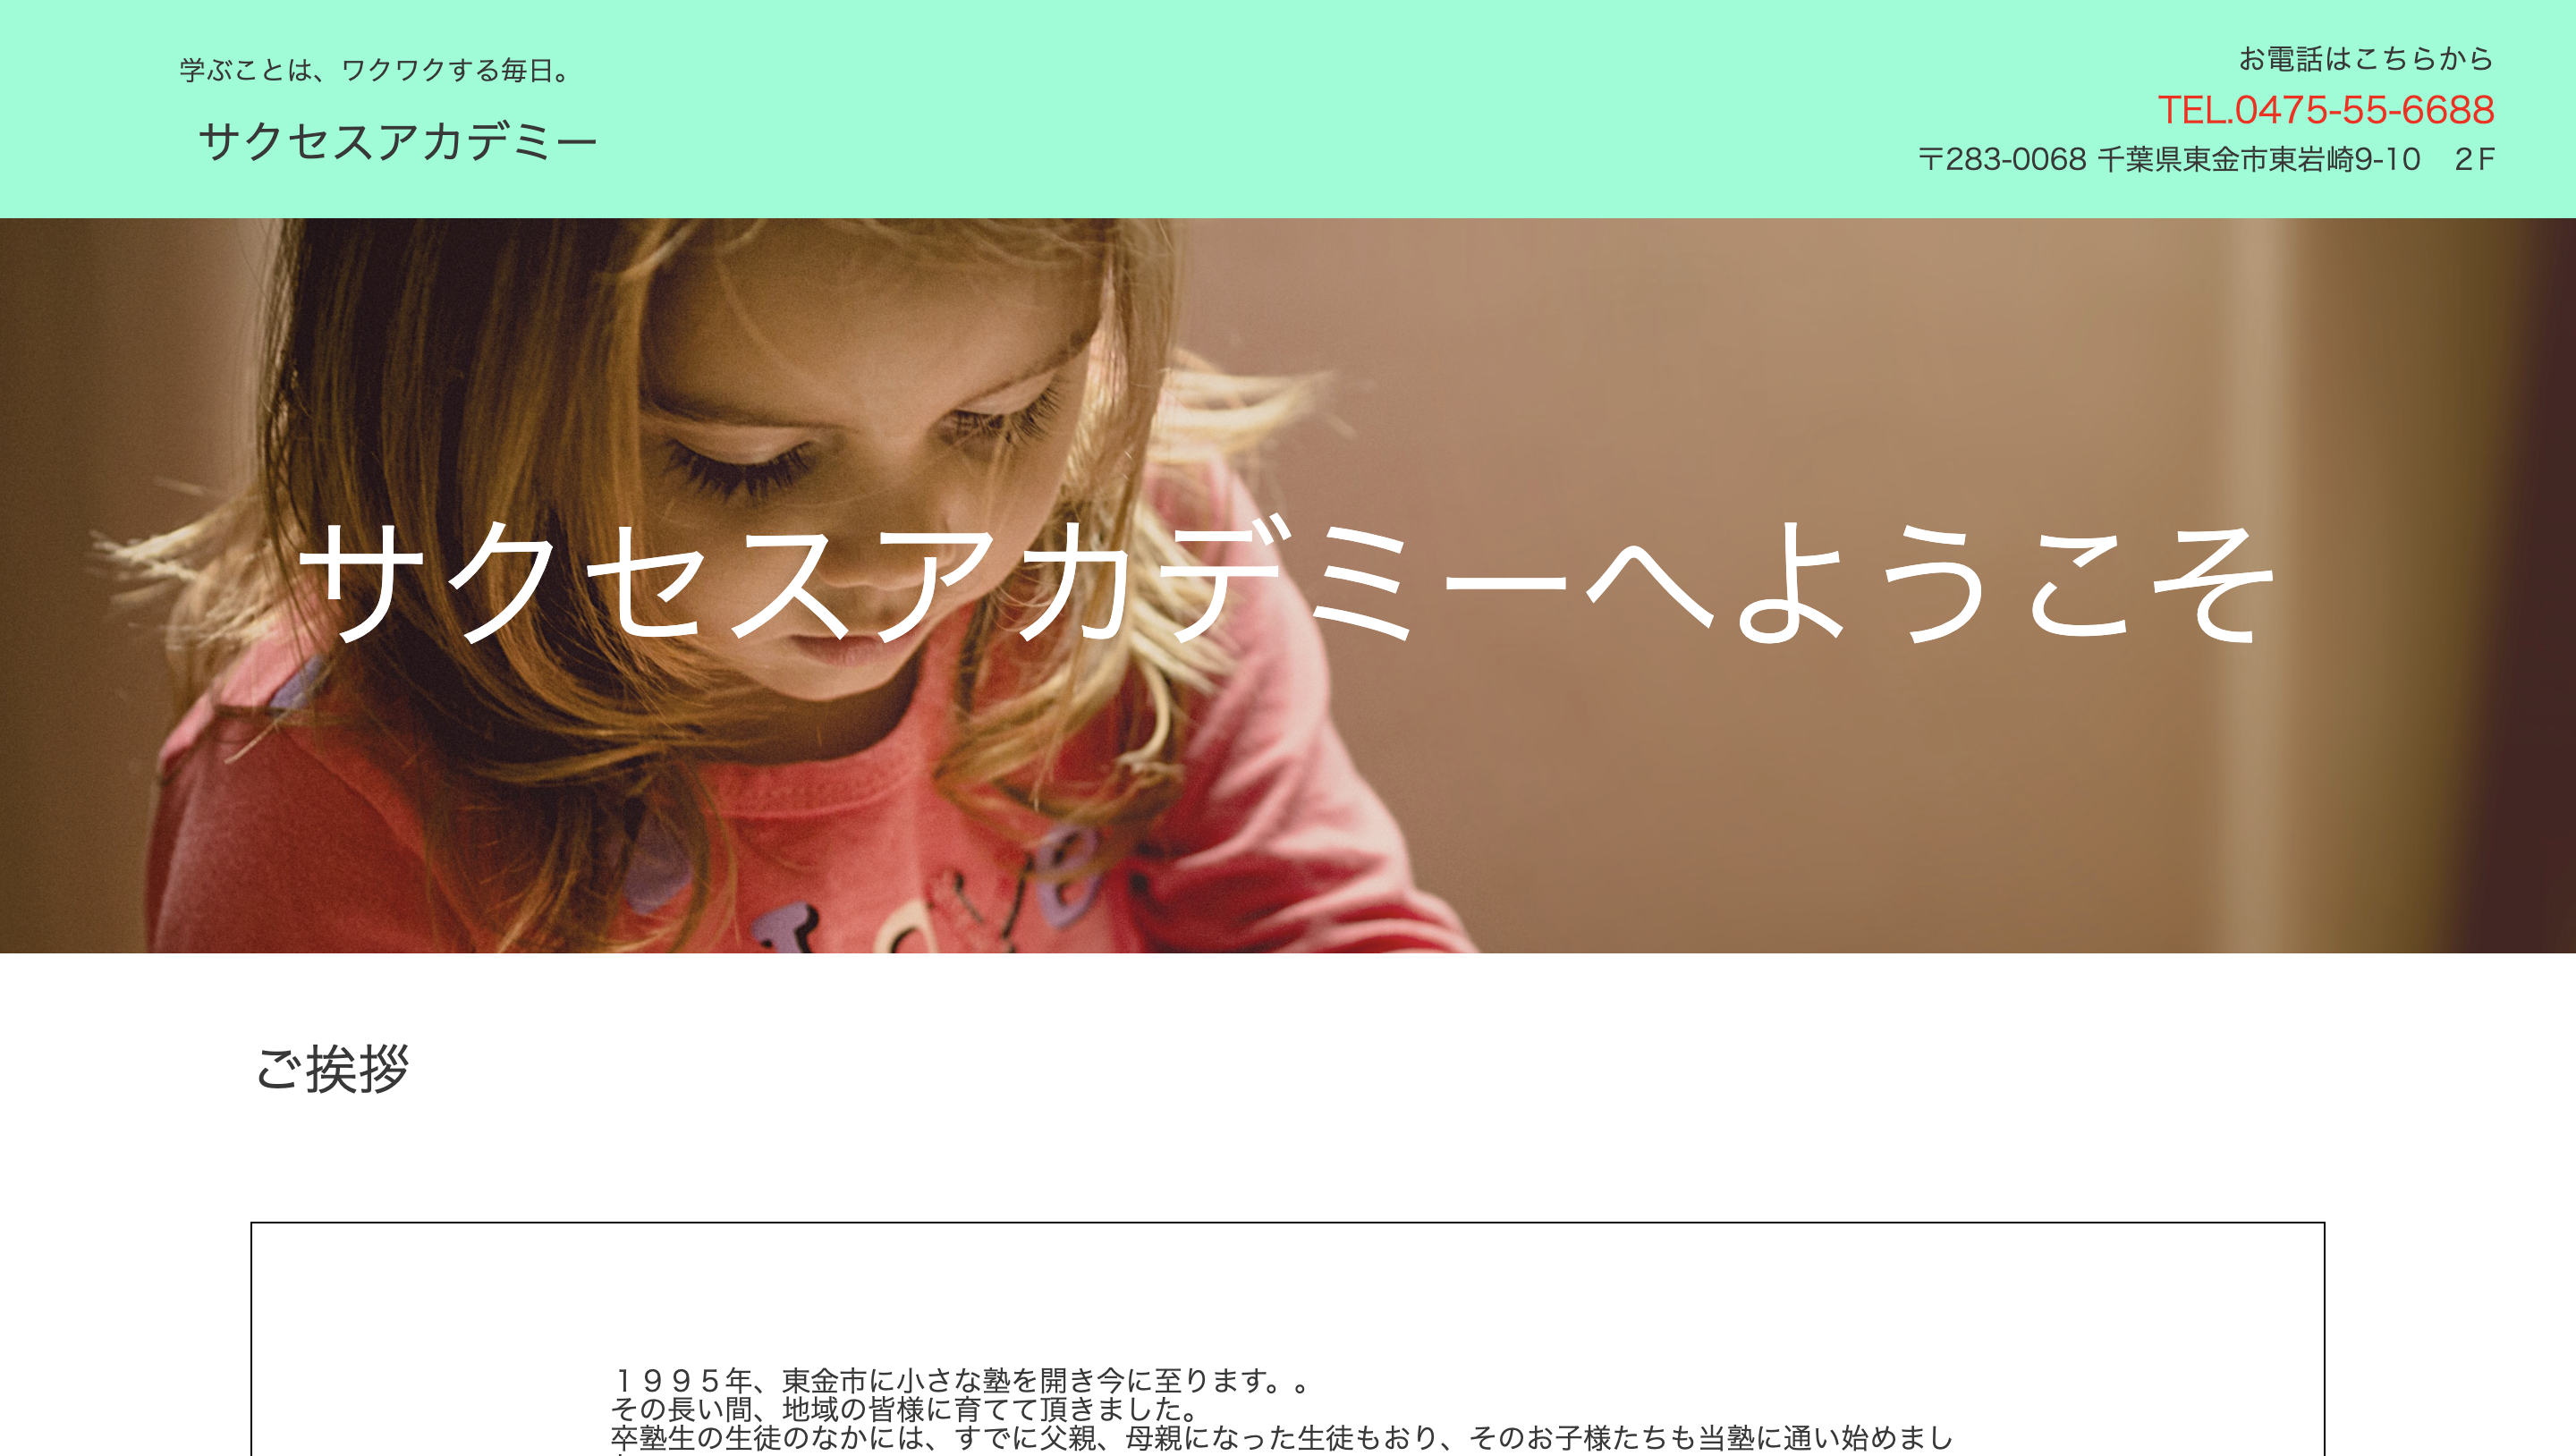 学ぶことは、ワクワクする毎日。
サクセスアカデミー
お電話はこちらから
TEL.0475-55-6688
〒283-0068 千葉県東金市東岩崎9-10　２F
サクセスアカデミーへようこそ
ご挨拶
１９９５年、東金市に小さな塾を開き今に至ります。。
その長い間、地域の皆様に育てて頂きました。
卒塾生の生徒のなかには、すでに父親、母親になった生徒もおり、そのお子様たちも当塾に通い始めまし